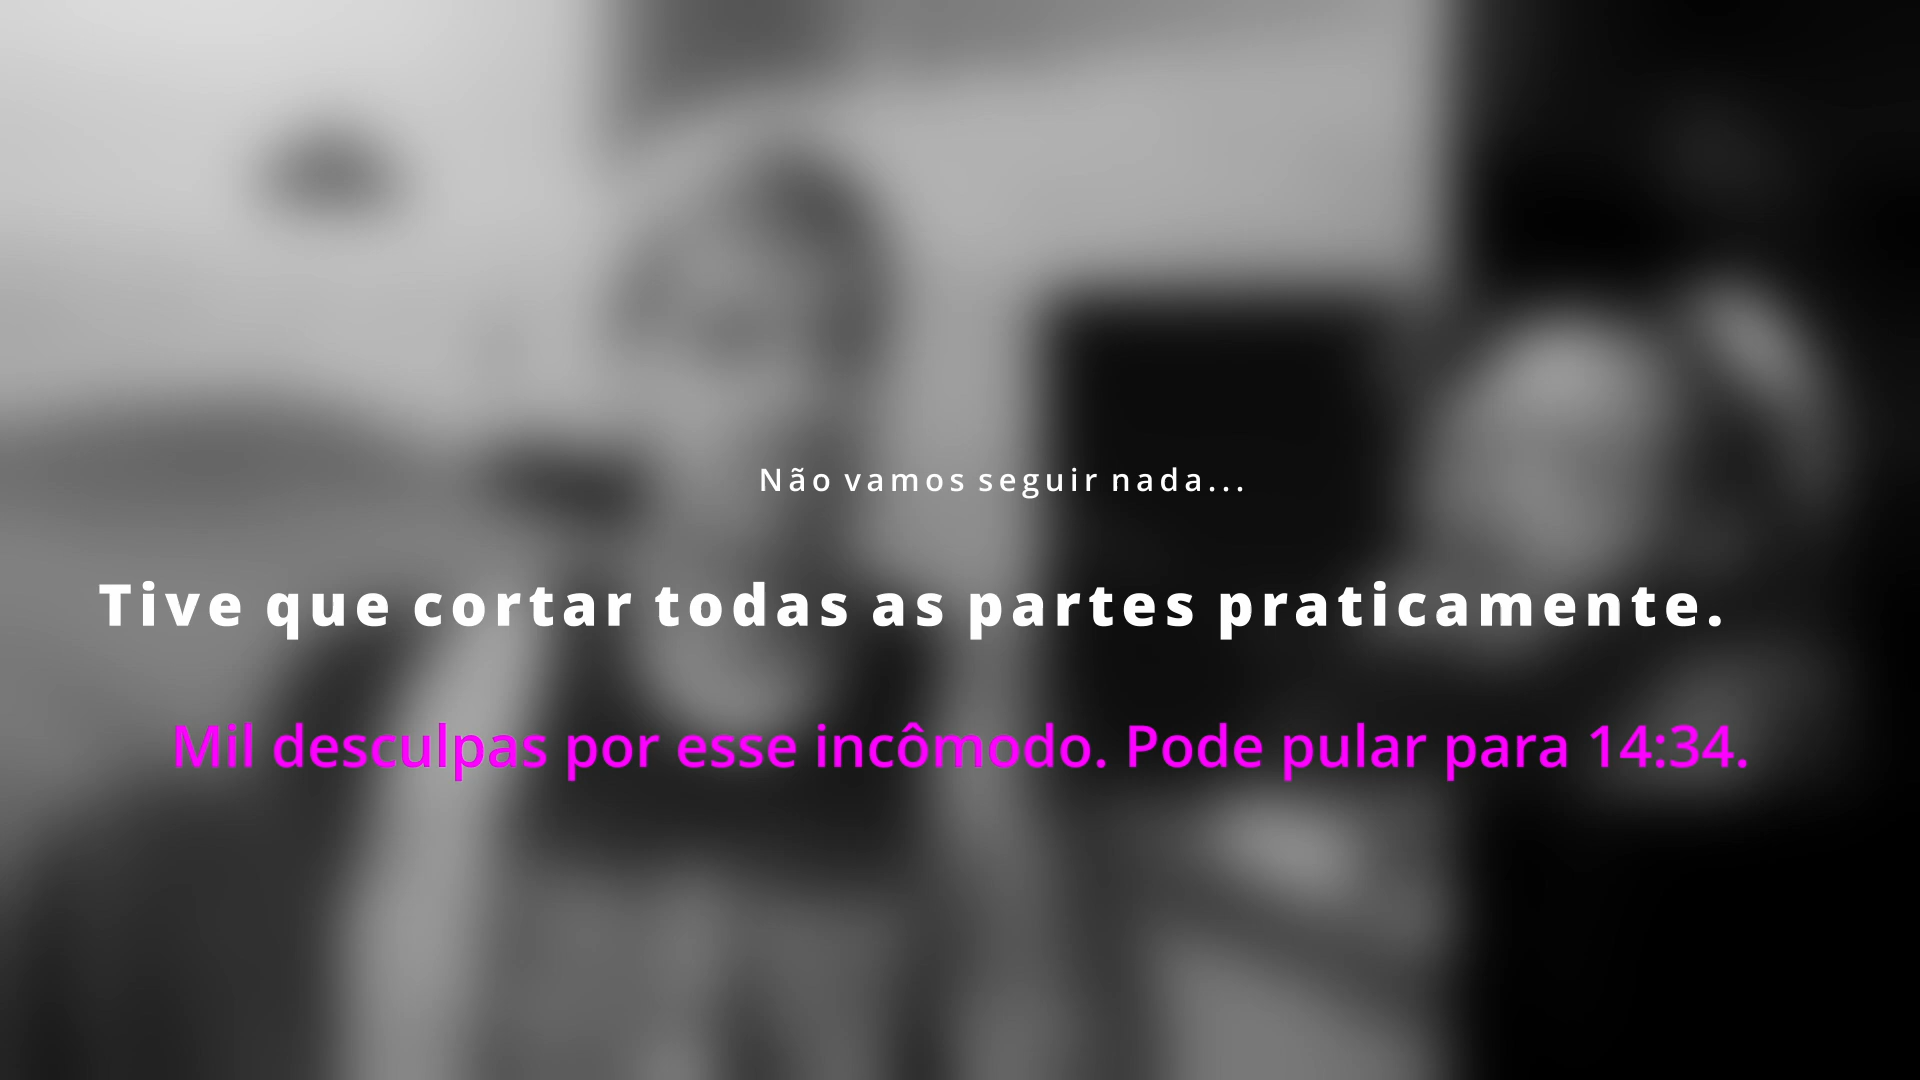 Não vamos seguir nada...
Tive que cortar todas as partes praticamente.
Mil desculpas por esse incômodo. Pode pular para 14:34.